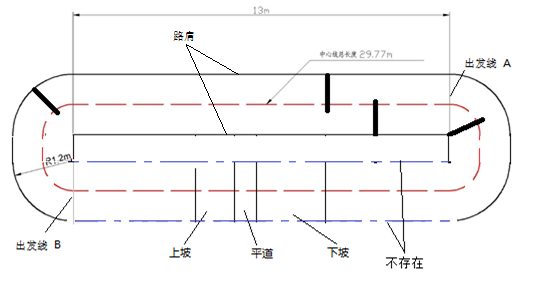 13m
路肩
中心线总长度 29.77m
出发线 A
R1.2m
出发线 B
上坡
平道
下坡
不存在